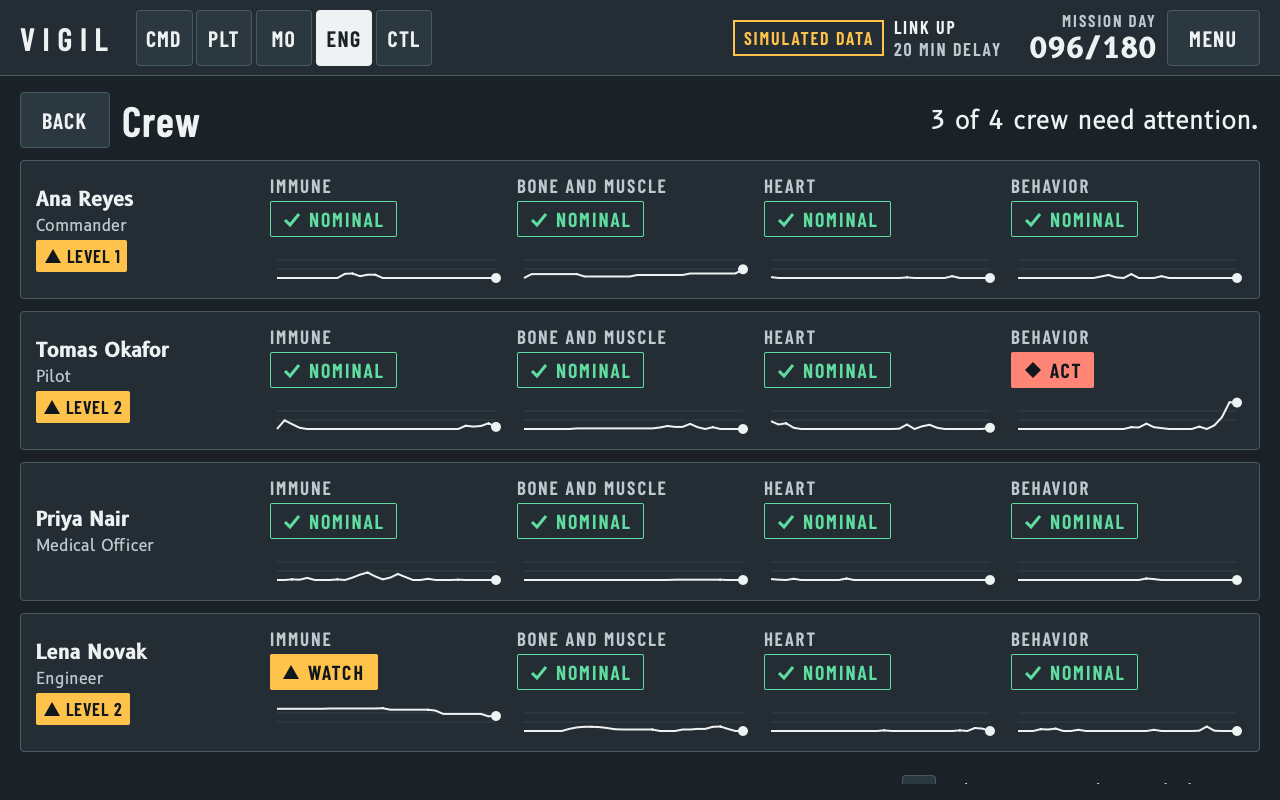 VIGIL
CMD
PLT
MO
ENG
CTL
SIMULATED DATA
LINK UP
20 MIN DELAY
MISSION DAY
096/180
MENU
BACK
Crew
3 of 4 crew need attention.
Ana Reyes
Commander
LEVEL 1
IMMUNE
NOMINAL
BONE AND MUSCLE
NOMINAL
HEART
NOMINAL
BEHAVIOR
NOMINAL
Tomas Okafor
Pilot
LEVEL 2
IMMUNE
NOMINAL
BONE AND MUSCLE
NOMINAL
HEART
NOMINAL
BEHAVIOR
ACT
Priya Nair
Medical Officer
IMMUNE
NOMINAL
BONE AND MUSCLE
NOMINAL
HEART
NOMINAL
BEHAVIOR
NOMINAL
Lena Novak
Engineer
LEVEL 2
IMMUNE
WATCH
BONE AND MUSCLE
NOMINAL
HEART
NOMINAL
BEHAVIOR
NOMINAL